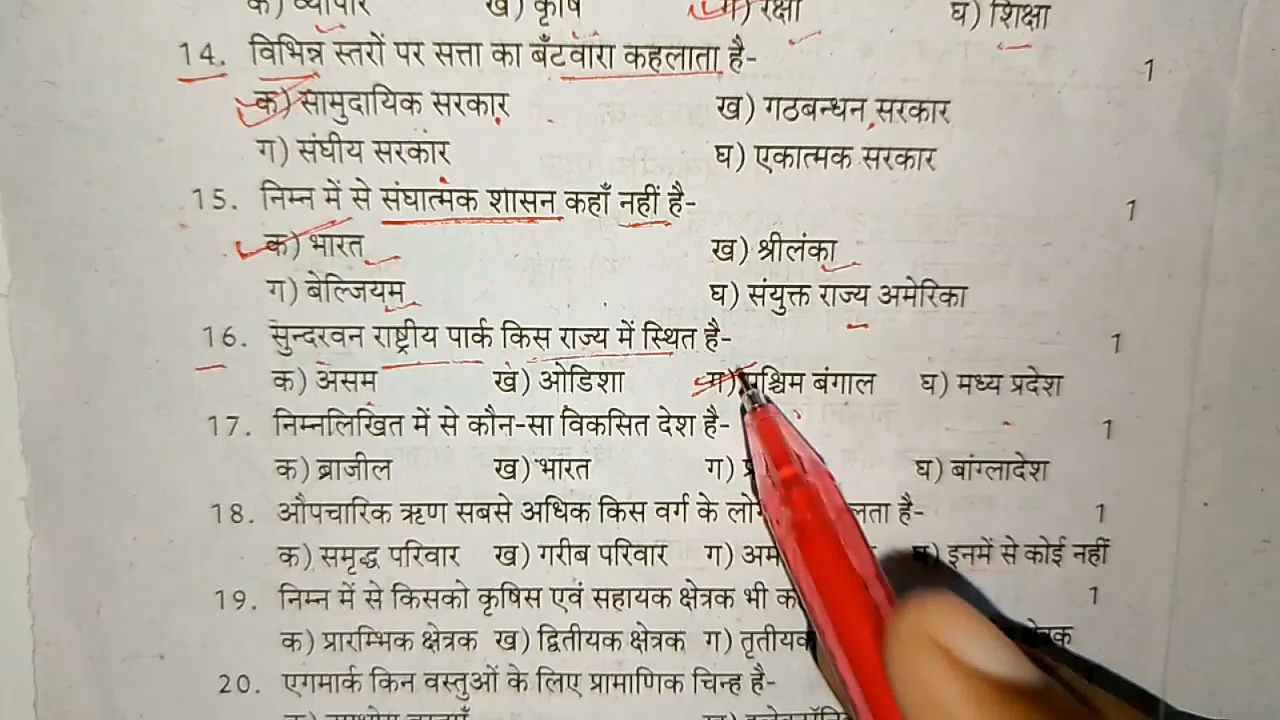 क) व्यापार ख) कृषि ग) रक्षा घ) शिक्षा
14. विभिन्न स्तरों पर सत्ता का बँटवारा कहलाता है- 1
क) सामुदायिक सरकार ख) गठबन्धन सरकार
ग) संघीय सरकार घ) एकात्मक सरकार
15. निम्न में से संघात्मक शासन कहाँ नहीं है- 1
क) भारत ख) श्रीलंका
ग) बेल्जियम घ) संयुक्त राज्य अमेरिका
16. सुन्दरवन राष्ट्रीय पार्क किस राज्य में स्थित है- 1
क) असम ख) ओडिशा ग) पश्चिम बंगाल घ) मध्य प्रदेश
17. निम्नलिखित में से कौन-सा विकसित देश है- 1
क) ब्राजील ख) भारत ग) घ) बांग्लादेश
18. औपचारिक ऋण सबसे अधिक किस वर्ग के है- 1
क) समृद्ध परिवार ख) गरीब परिवार ग) घ) इनमें से कोई नहीं
19. निम्न में से किसको कृषिस एवं सहायक क्षेत्रक भी 1
क) प्रारम्भिक क्षेत्रक ख) द्वितीयक क्षेत्रक ग)
20. एगमार्क किन वस्तुओं के लिए प्रामाणिक चिन्ह है-